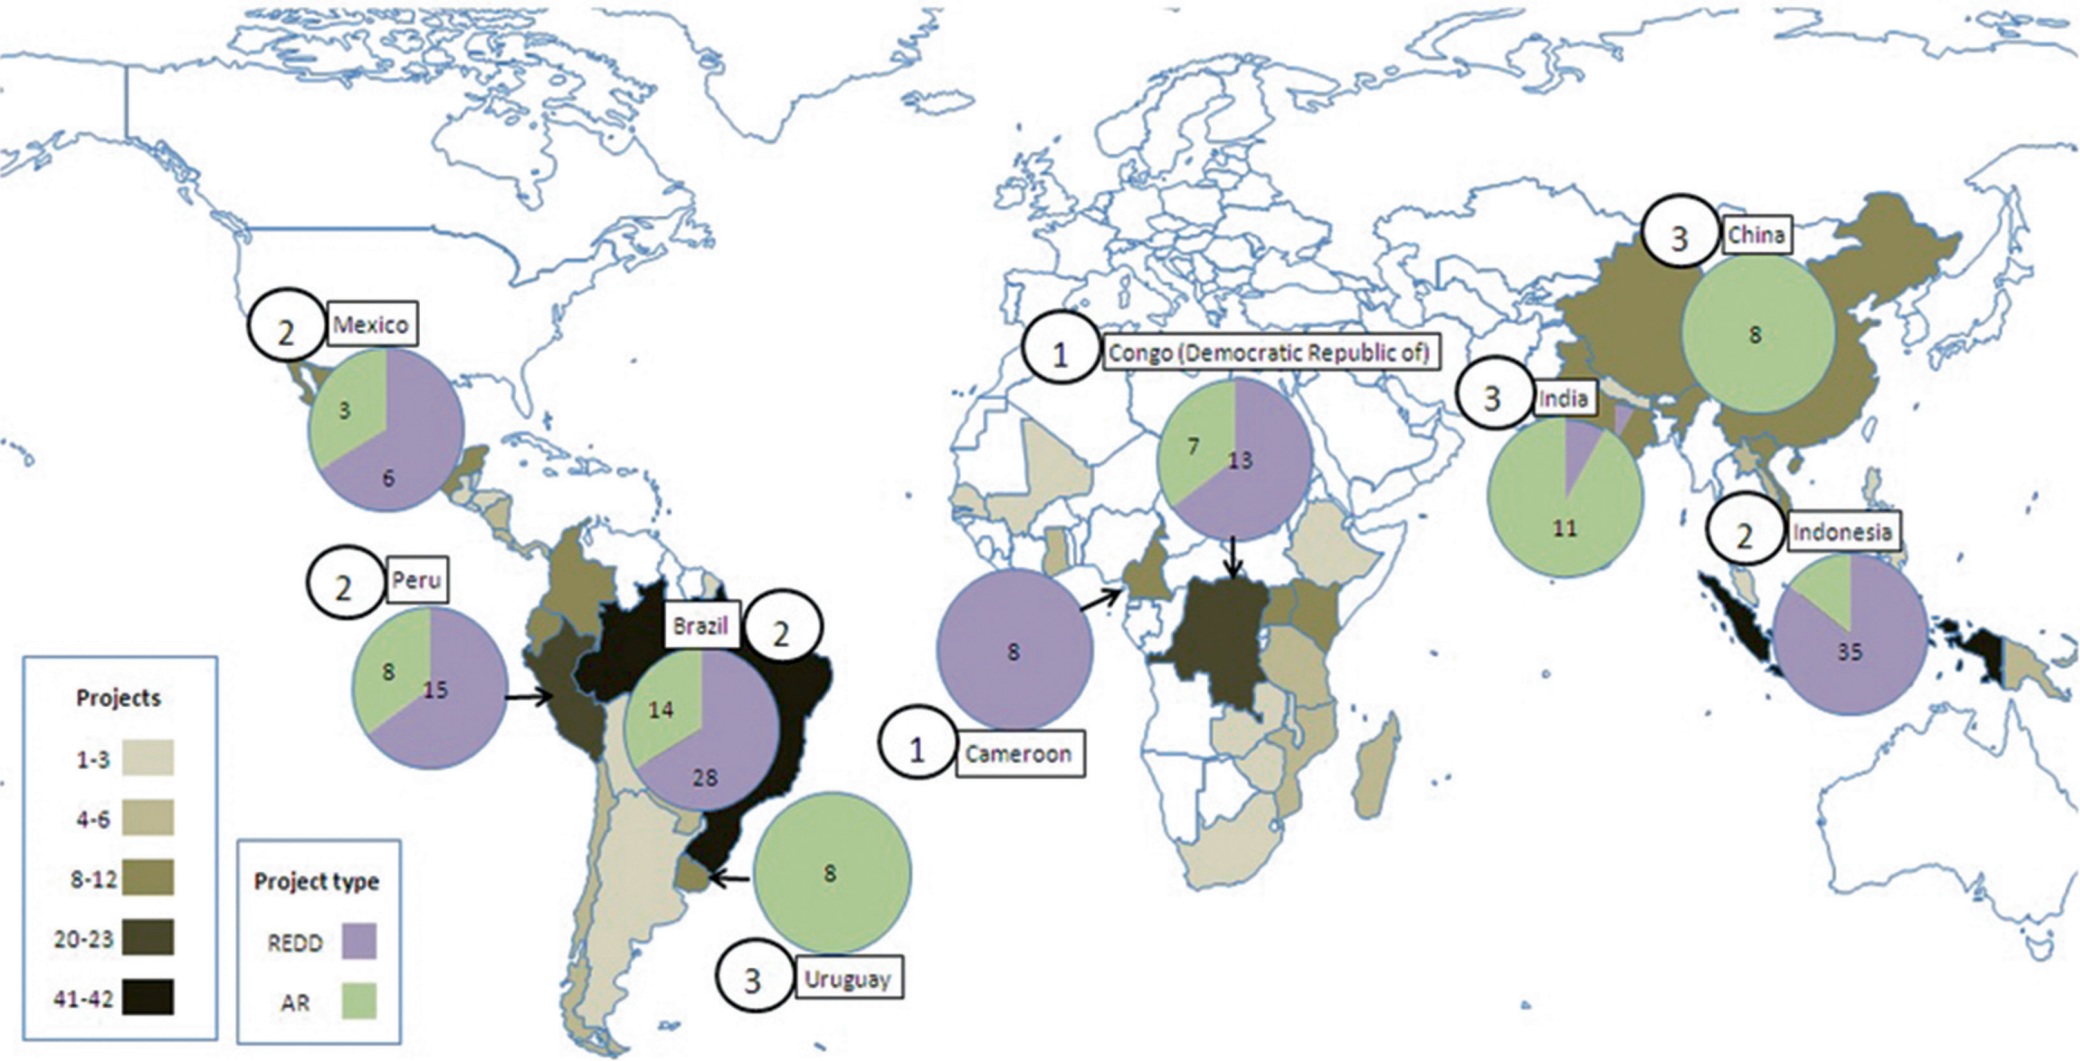 3
China
2
Mexico
8
1
Congo (Democratic Republic of)
3
India
3
6
7
13
11
2
Indonesia
2
Peru
Brazil
2
8
15
8
35
14
28
1
Cameroon
8
3
Uruguay
Projects
1-3
4-6
8-12
20-23
41-42
Project type
REDD
AR